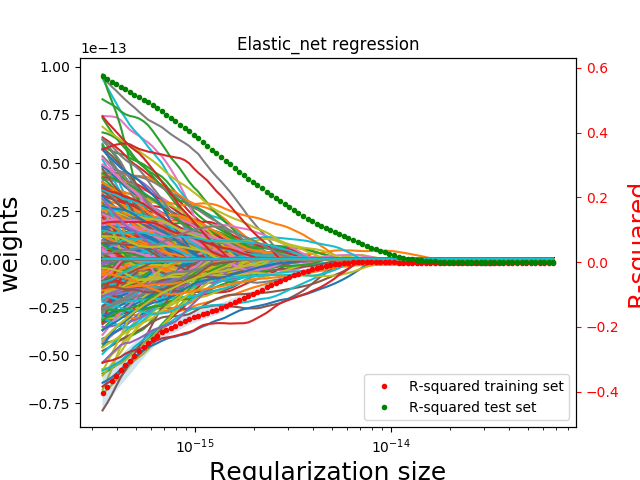 Elastic_net regression
1e−13
1.00
0.75
0.50
0.25
0.00
−0.25
−0.50
−0.75
weights
0.6
0.4
0.2
0.0
−0.2
−0.4
R-squared
R-squared training set
R-squared test set
10⁻¹⁵
10⁻¹⁴
Regularization size